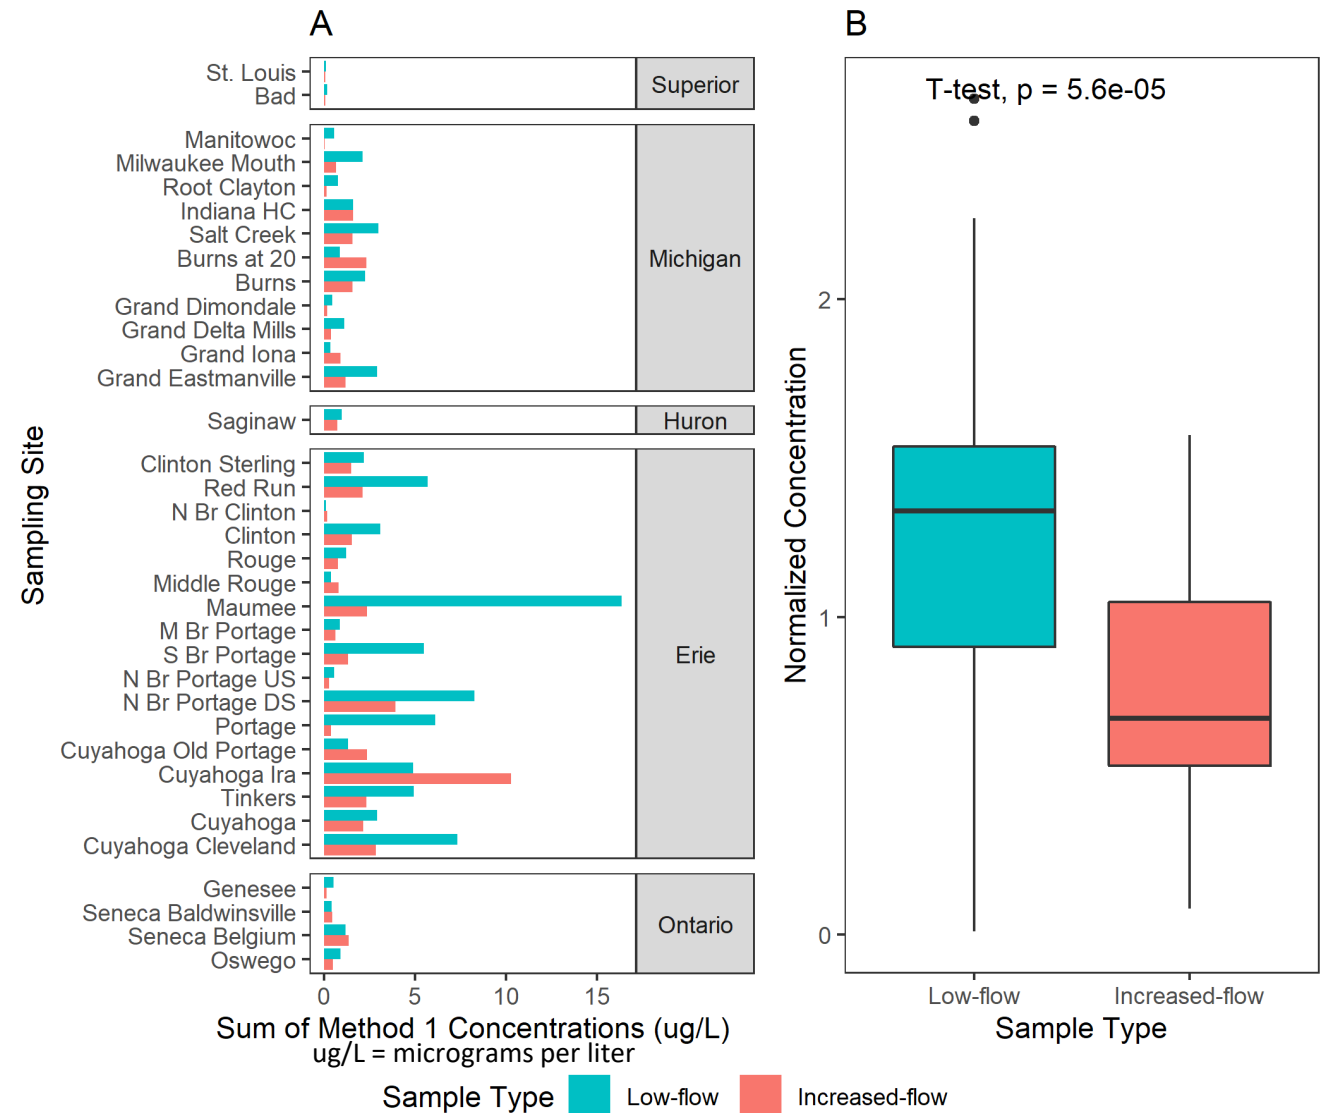 A
B
St. Louis
Bad
Superior
Manitowoc
Milwaukee Mouth
Root Clayton
Indiana HC
Salt Creek
Burns at 20
Burns
Grand Dimondale
Grand Delta Mills
Grand Iona
Grand Eastmanville
Michigan
Saginaw
Huron
Clinton Sterling
Red Run
N Br Clinton
Clinton
Rouge
Middle Rouge
Maumee
M Br Portage
S Br Portage
N Br Portage US
N Br Portage DS
Portage
Cuyahoga Old Portage
Cuyahoga Ira
Tinkers
Cuyahoga
Cuyahoga Cleveland
Erie
Genesee
Seneca Baldwinsville
Seneca Belgium
Oswego
Ontario
Sampling Site
0 5 10 15
Sum of Method 1 Concentrations (ug/L)
ug/L = micrograms per liter
T-test, p = 5.6e-05
Normalized Concentration
2
1
0
Low-flow Increased-flow
Sample Type
Sample Type Low-flow Increased-flow